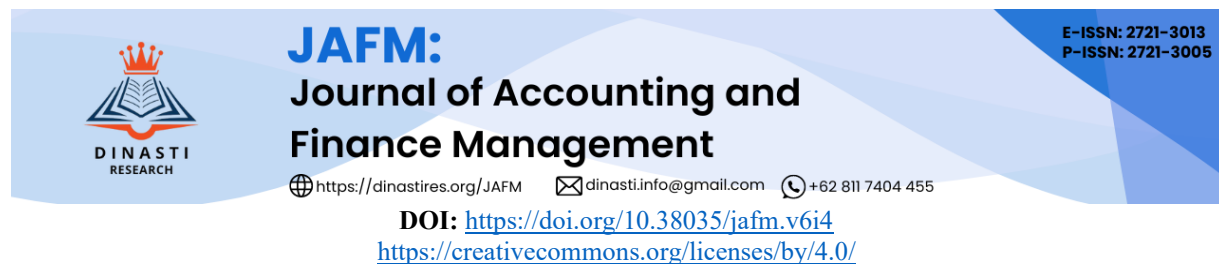 JAFM:
Journal of Accounting and
Finance Management
E-ISSN: 2721-3013
P-ISSN: 2721-3005
DINASTI
RESEARCH
https://dinastires.org/JAFM dinasti.info@gmail.com +62 811 7404 455
DOI: https://doi.org/10.38035/jafm.v6i4
https://creativecommons.org/licenses/by/4.0/